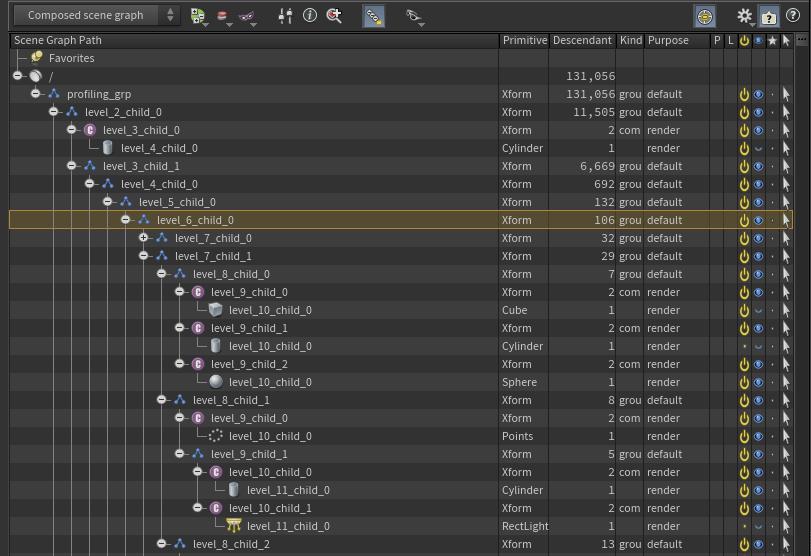 Composed scene graph
Scene Graph Path Primitive Descendant Kind Purpose P L
Favorites
/ 131,056
profiling_grp Xform 131,056 grou default
level_2_child_0 Xform 11,505 grou default
C level_3_child_0 Xform 2 com render
level_4_child_0 Cylinder 1 render
level_3_child_1 Xform 6,669 grou default
level_4_child_0 Xform 692 grou default
level_5_child_0 Xform 132 grou default
level_6_child_0 Xform 106 grou default
level_7_child_0 Xform 32 grou default
level_7_child_1 Xform 29 grou default
level_8_child_0 Xform 7 grou default
C level_9_child_0 Xform 2 com render
level_10_child_0 Cube 1 render
C level_9_child_1 Xform 2 com render
level_10_child_0 Cylinder 1 render
C level_9_child_2 Xform 2 com render
level_10_child_0 Sphere 1 render
level_8_child_1 Xform 8 grou default
C level_9_child_0 Xform 2 com render
level_10_child_0 Points 1 render
level_9_child_1 Xform 5 grou default
C level_10_child_0 Xform 2 com render
level_11_child_0 Cylinder 1 render
C level_10_child_1 Xform 2 com render
level_11_child_0 RectLight 1 render
level_8_child_2 Xform 13 grou default